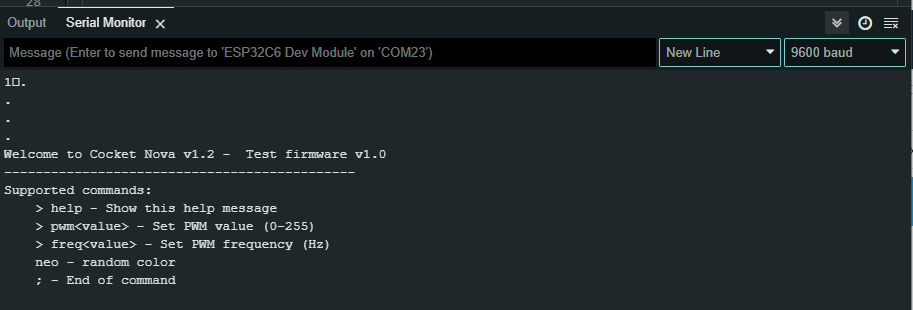 28
Output Serial Monitor ×
Message (Enter to send message to 'ESP32C6 Dev Module' on 'COM23') New Line 9600 baud
1□.
.
.
.
Welcome to Cocket Nova v1.2 -  Test firmware v1.0
---------------------------------------------
Supported commands:
    > help - Show this help message
    > pwm<value> - Set PWM value (0-255)
    > freq<value> - Set PWM frequency (Hz)
    neo - random color
    ; - End of command